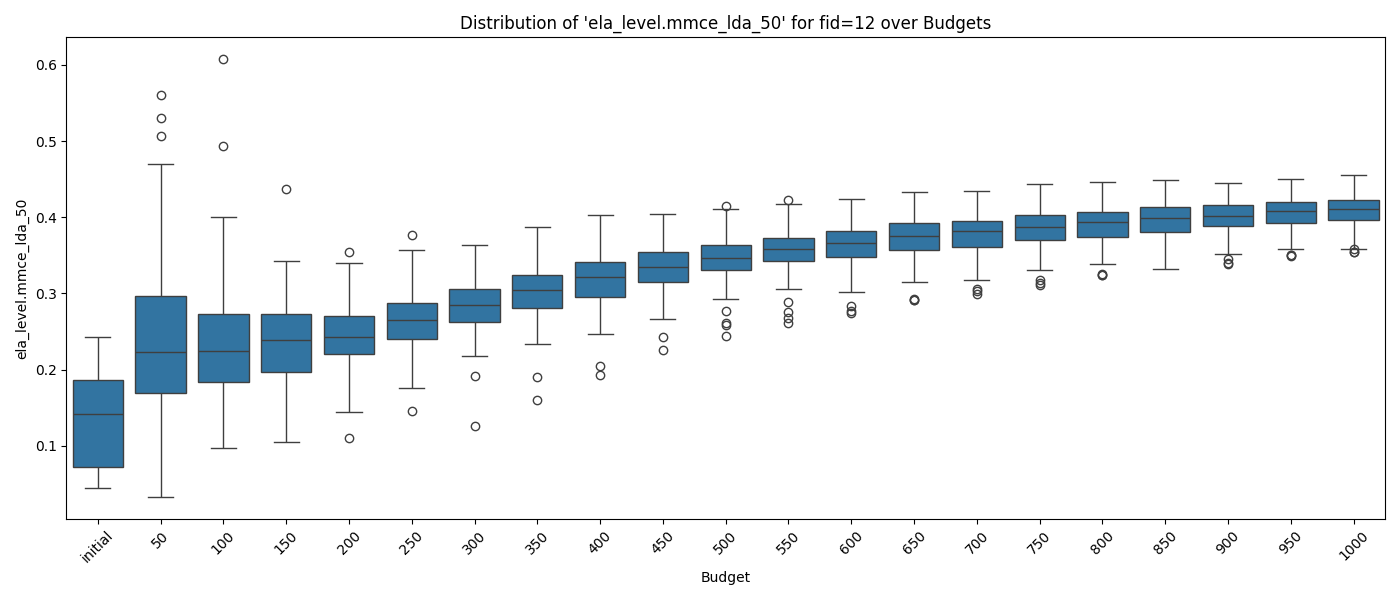 Distribution of 'ela_level.mmce_lda_50' for fid=12 over Budgets
ela_level.mmce_lda_50
0.6
0.5
0.4
0.3
0.2
0.1
initial 50 100 150 200 250 300 350 400 450 500 550 600 650 700 750 800 850 900 950 1000
Budget